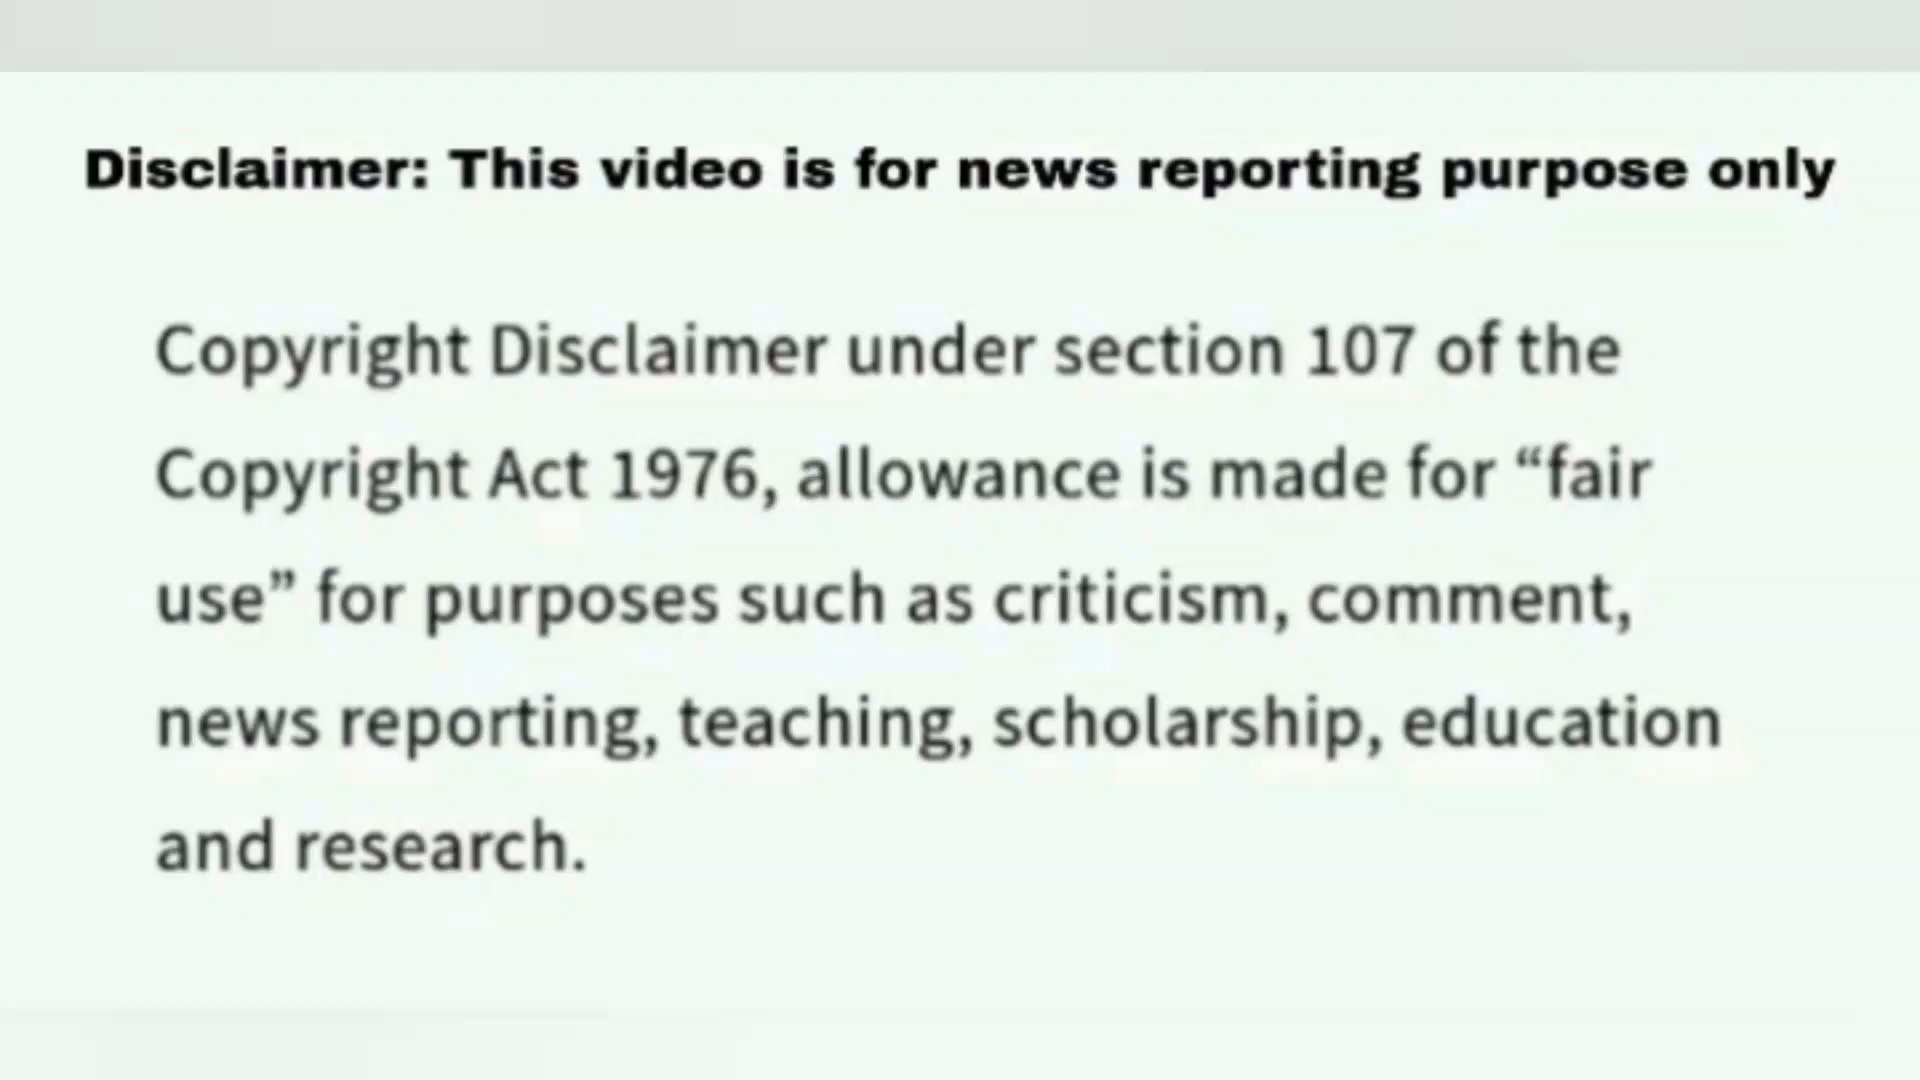 Disclaimer: This video is for news reporting purpose only
Copyright Disclaimer under section 107 of the
Copyright Act 1976, allowance is made for “fair
use” for purposes such as criticism, comment,
news reporting, teaching, scholarship, education
and research.